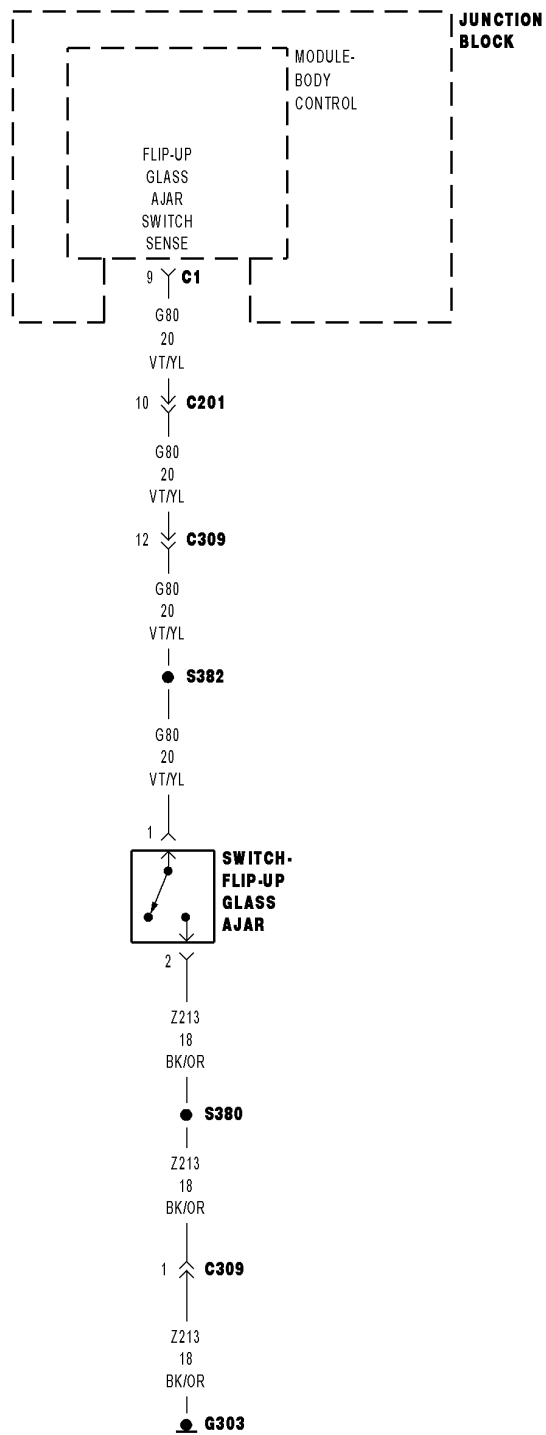 JUNCTION
BLOCK
MODULE-
BODY
CONTROL
FLIP-UP
GLASS
AJAR
SWITCH
SENSE
9 C1
G80
20
VT/YL
10 C201
G80
20
VT/YL
12 C309
G80
20
VT/YL
S382
G80
20
VT/YL
1
SWITCH-
FLIP-UP
GLASS
AJAR
2
Z213
18
BK/OR
S380
Z213
18
BK/OR
1 C309
Z213
18
BK/OR
G303